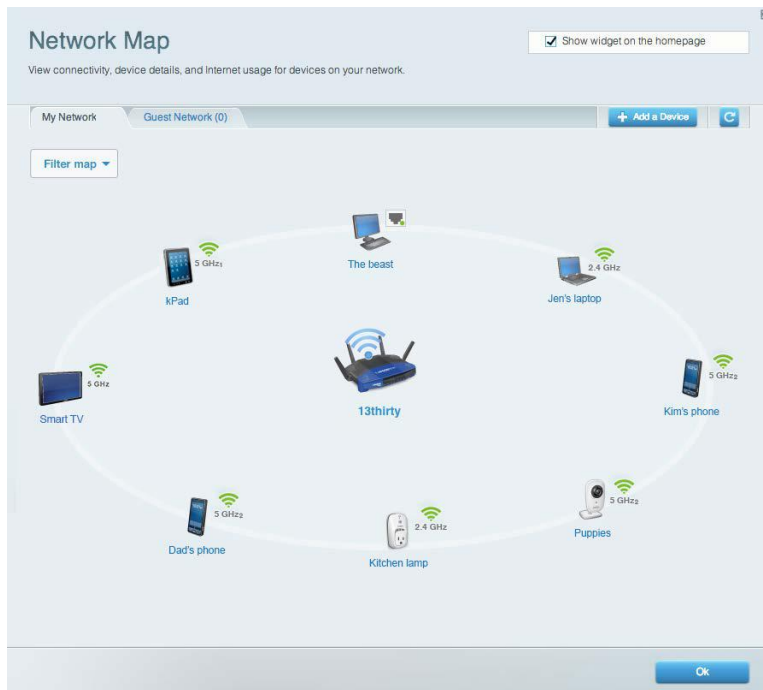 Network Map
Show widget on the homepage
View connectivity, device details, and Internet usage for devices on your network.
My Network
Guest Network (0)
Add a Device
Filter map
The beast
5 GHz1
kPad
2.4 GHz
Jen's laptop
5 GHz
Smart TV
13thirty
5 GHz2
Kim's phone
5 GHz2
Dad's phone
2.4 GHz
Kitchen lamp
5 GHz2
Puppies
Ok